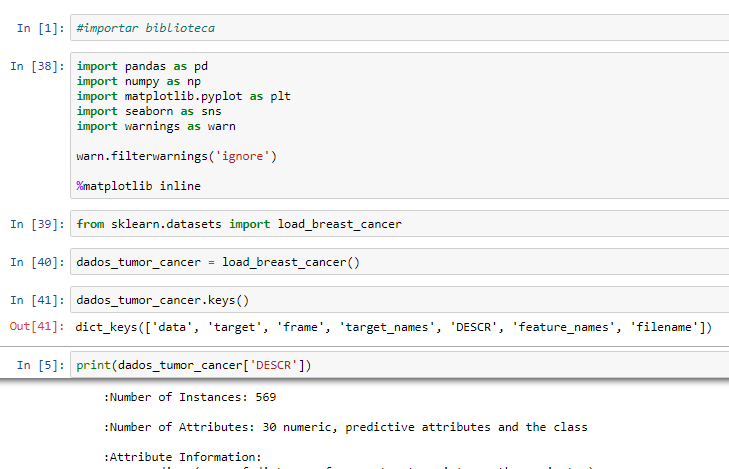 In [1]: #importar biblioteca
In [38]: import pandas as pd
import numpy as np
import matplotlib.pyplot as plt
import seaborn as sns
import warnings as warn
warn.filterwarnings('ignore')
%matplotlib inline
In [39]: from sklearn.datasets import load_breast_cancer
In [40]: dados_tumor_cancer = load_breast_cancer()
In [41]: dados_tumor_cancer.keys()
Out[41]: dict_keys(['data', 'target', 'frame', 'target_names', 'DESCR', 'feature_names', 'filename'])
In [5]: print(dados_tumor_cancer['DESCR'])
:Number of Instances: 569
:Number of Attributes: 30 numeric, predictive attributes and the class
:Attribute Information: